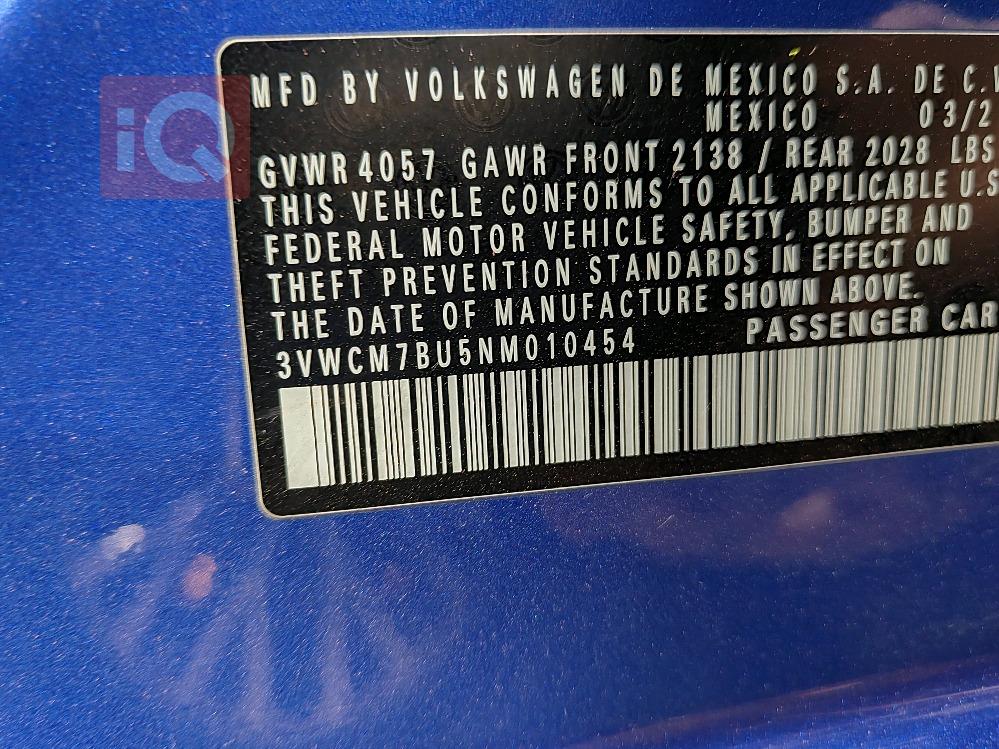 MFD BY VOLKSWAGEN DE MEXICO S.A. DE C.V
MEXICO 03/2
GVWR 4057 GAWR FRONT 2138 / REAR 2028 LBS
THIS VEHICLE CONFORMS TO ALL APPLICABLE U.S
FEDERAL MOTOR VEHICLE SAFETY, BUMPER AND
THEFT PREVENTION STANDARDS IN EFFECT ON
THE DATE OF MANUFACTURE SHOWN ABOVE.
3VWCM7BU5NM010454 PASSENGER CAR
iQ